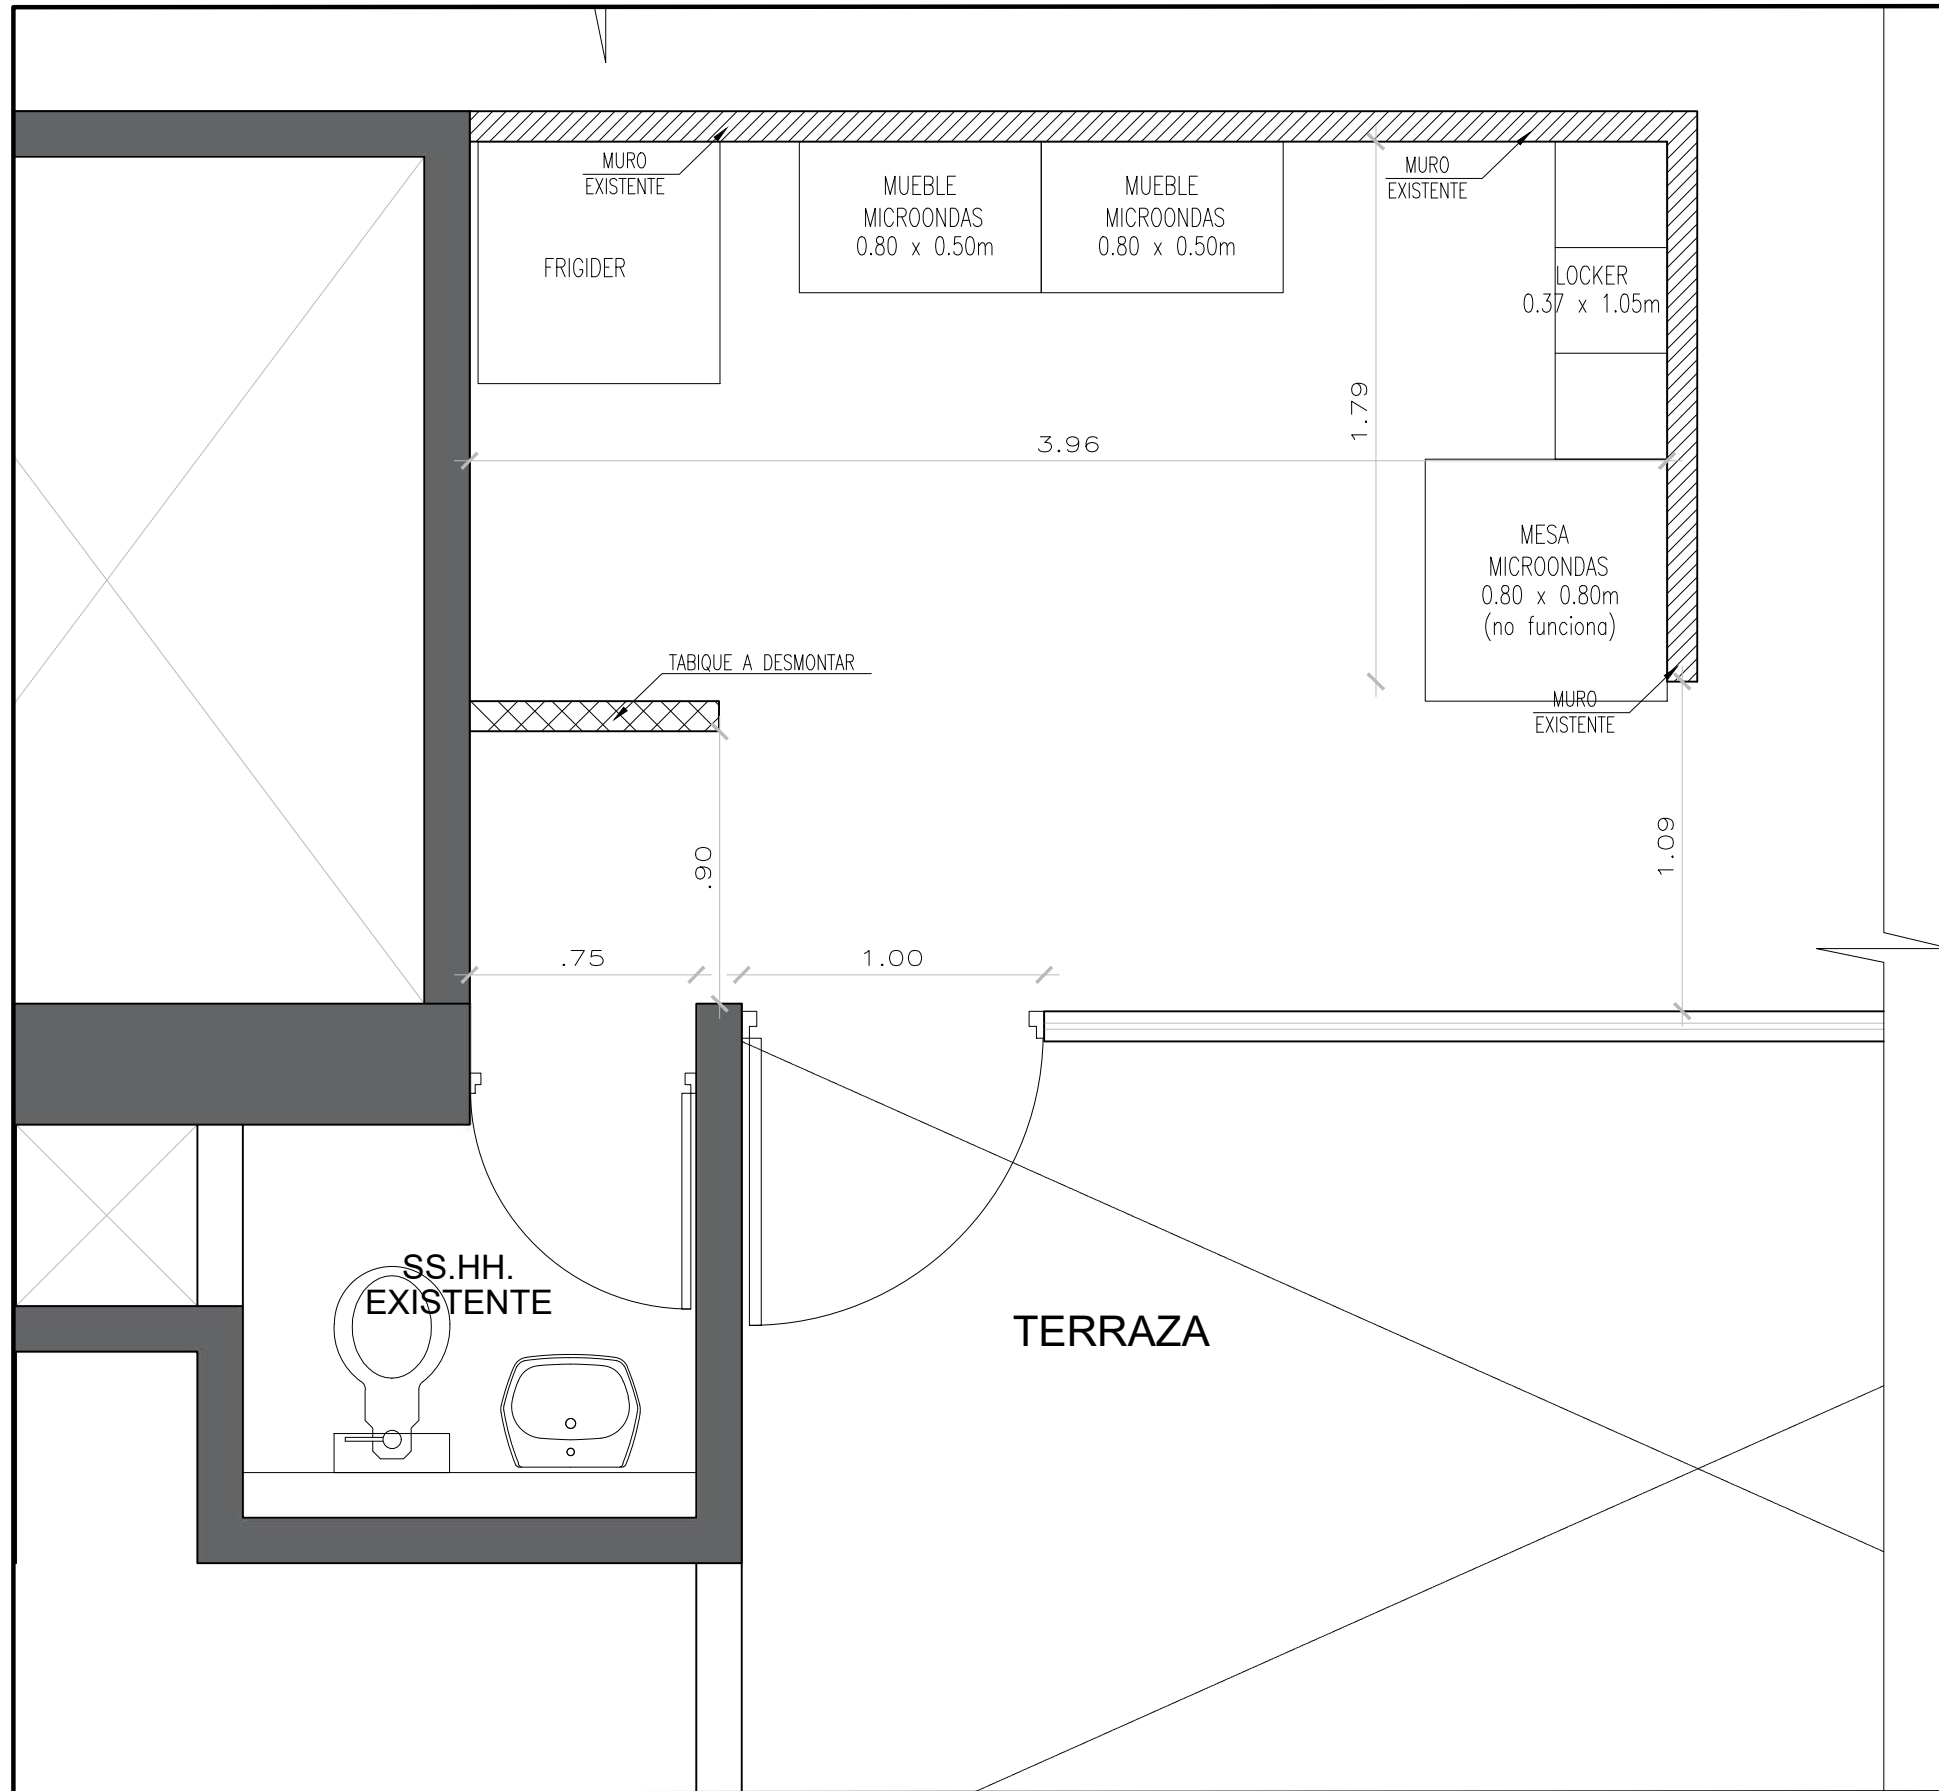 MURO
EXISTENTE
MURO
EXISTENTE
MUEBLE
MICROONDAS
0.80 x 0.50m
MUEBLE
MICROONDAS
0.80 x 0.50m
FRIGIDER
LOCKER
0.37 x 1.05m
1.79
3.96
MESA
MICROONDAS
0.80 x 0.80m
(no funciona)
TABIQUE A DESMONTAR
MURO
EXISTENTE
.90
1.09
.75
1.00
SS.HH.
EXISTENTE
TERRAZA